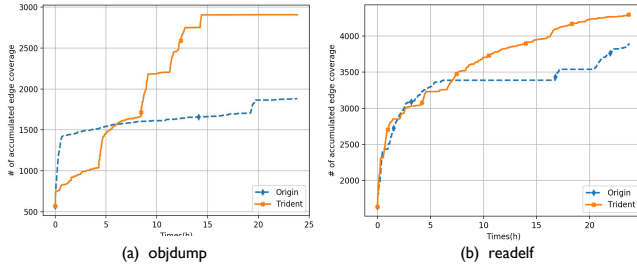 3000
2500
2000
1500
1000
500
# of accumulated edge coverage
0
5
10
15
20
25
Times(h)
Origin
Trident
(a) objdump
4000
3500
3000
2500
2000
# of accumulated edge coverage
0
5
10
15
20
Times(h)
Origin
Trident
(b) readelf